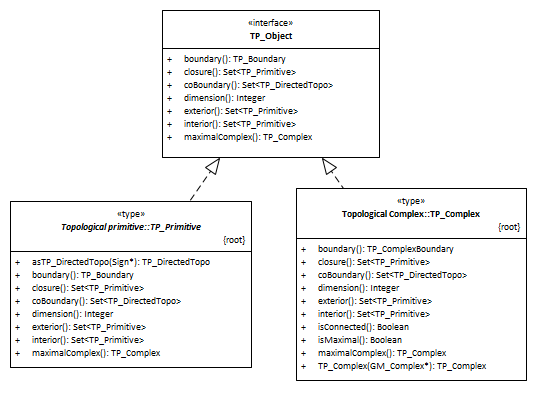 «interface»
TP_Object
+ boundary(): TP_Boundary
+ closure(): Set<TP_Primitive>
+ coBoundary(): Set<TP_DirectedTopo>
+ dimension(): Integer
+ exterior(): Set<TP_Primitive>
+ interior(): Set<TP_Primitive>
+ maximalComplex(): TP_Complex
«type»
Topological primitive::TP_Primitive
{root}
+ asTP_DirectedTopo(Sign*): TP_DirectedTopo
+ boundary(): TP_Boundary
+ closure(): Set<TP_Primitive>
+ coBoundary(): Set<TP_DirectedTopo>
+ dimension(): Integer
+ exterior(): Set<TP_Primitive>
+ interior(): Set<TP_Primitive>
+ maximalComplex(): TP_Complex
«type»
Topological Complex::TP_Complex
{root}
+ boundary(): TP_ComplexBoundary
+ closure(): Set<TP_Primitive>
+ coBoundary(): Set<TP_DirectedTopo>
+ dimension(): Integer
+ exterior(): Set<TP_Primitive>
+ interior(): Set<TP_Primitive>
+ isConnected(): Boolean
+ isMaximal(): Boolean
+ maximalComplex(): TP_Complex
+ TP_Complex(GM_Complex*): TP_Complex